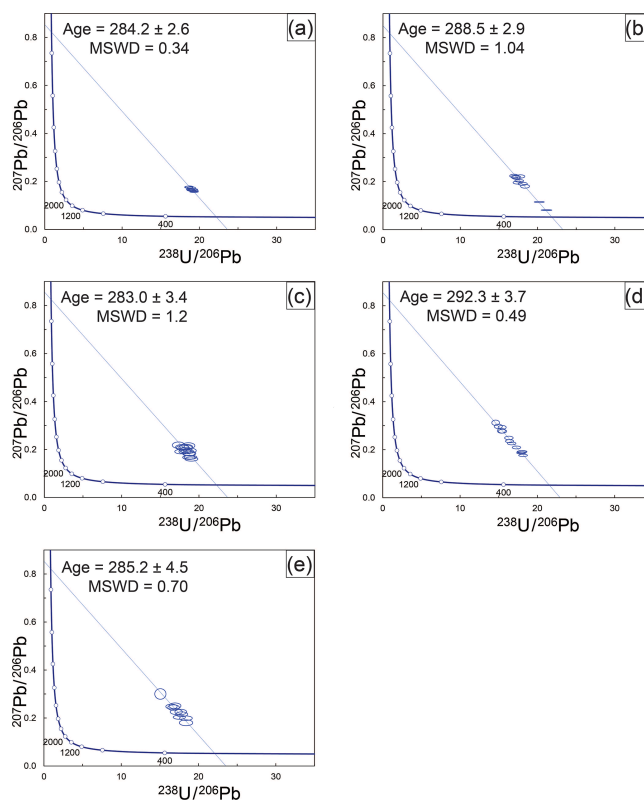 Age = 284.2 ± 2.6
MSWD = 0.34
(a)
0.8
0.6
0.4
0.2
0.0
2000
1200
400
0
10
20
30
207Pb/206Pb
238U/206Pb
Age = 288.5 ± 2.9
MSWD = 1.04
(b)
0.8
0.6
0.4
0.2
0.0
2000
1200
400
0
10
20
30
207Pb/206Pb
238U/206Pb
Age = 283.0 ± 3.4
MSWD = 1.2
(c)
0.8
0.6
0.4
0.2
0.0
2000
1200
400
0
10
20
30
207Pb/206Pb
238U/206Pb
Age = 292.3 ± 3.7
MSWD = 0.49
(d)
0.8
0.6
0.4
0.2
0.0
2000
1200
400
0
10
20
30
207Pb/206Pb
238U/206Pb
Age = 285.2 ± 4.5
MSWD = 0.70
(e)
0.8
0.6
0.4
0.2
0.0
2000
1200
400
0
10
20
30
207Pb/206Pb
238U/206Pb